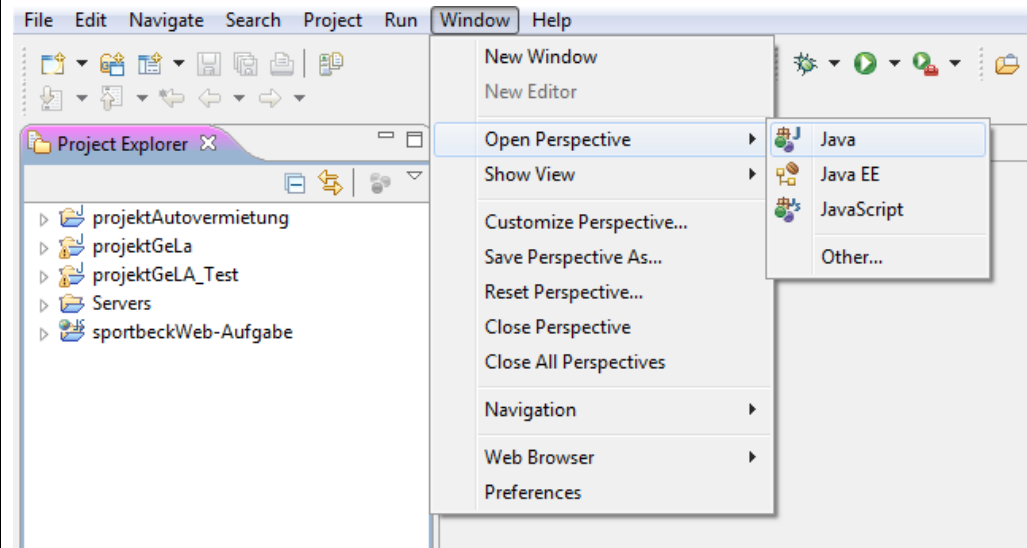 File Edit Navigate Search Project Run Window Help
Project Explorer
projektAutovermietung
projektGeLa
projektGeLA_Test
Servers
sportbeckWeb-Aufgabe
New Window
New Editor
Open Perspective
Show View
Customize Perspective...
Save Perspective As...
Reset Perspective...
Close Perspective
Close All Perspectives
Navigation
Web Browser
Preferences
Java
Java EE
JavaScript
Other...